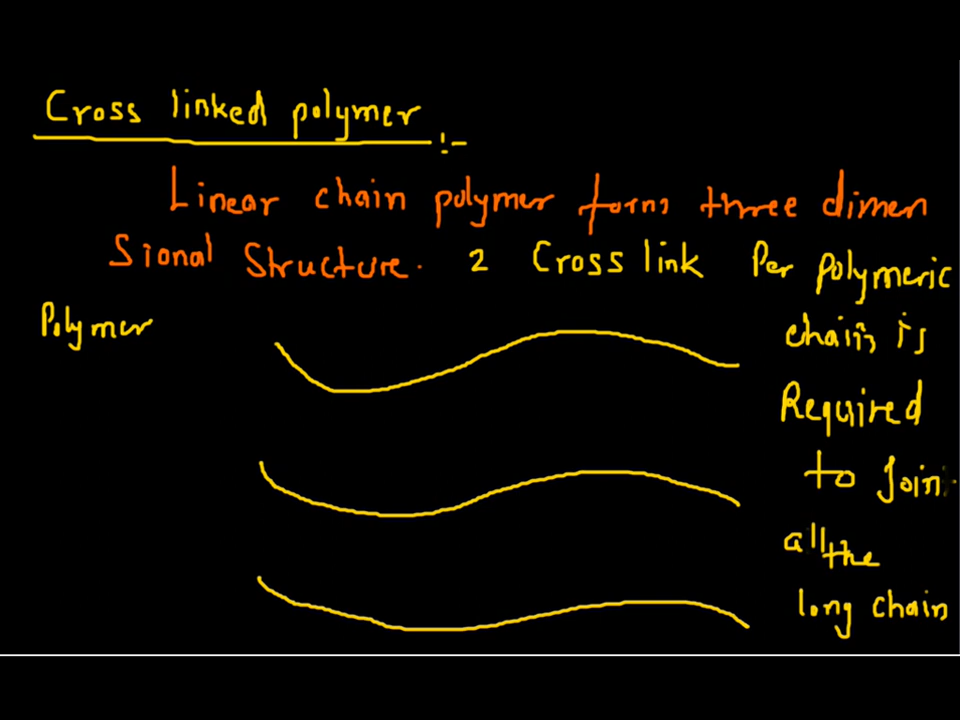 Cross linked polymer :-
Linear chain polymer forms three dimen
sional structure. 2 Cross link Per polymeric
Polymer
chain is
Required
to join
all the
long chain